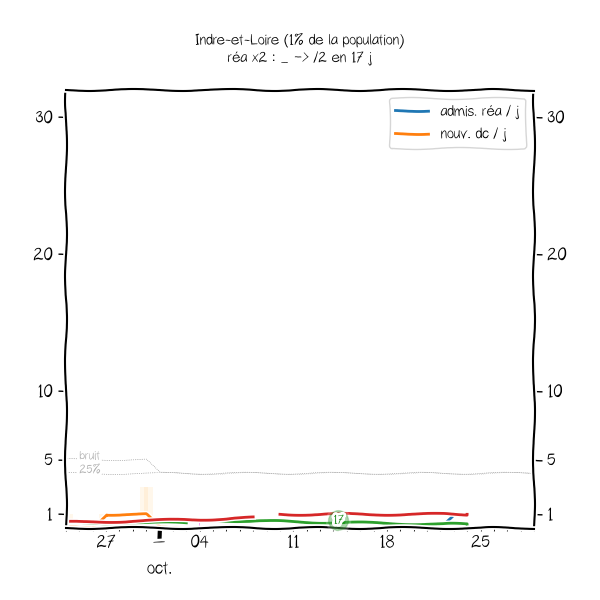 Indre-et-Loire (1% de la population)
réa x2 : _ -> /2 en 17 j
admis. réa / j
nouv. dc / j
30
30
20
20
10
10
bruit
25%
5
5
1
1
17
27
04
11
18
25
oct.